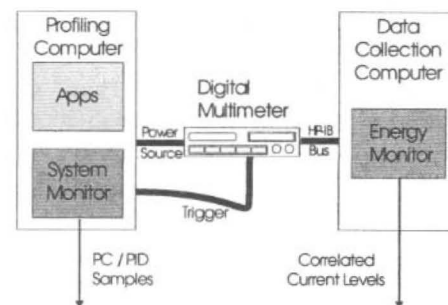 Profiling
Computer
Apps
System
Monitor
Digital
Multimeter
Power
Source
Trigger
HP-IB
Bus
Data
Collection
Computer
Energy
Monitor
PC / PID
Samples
Correlated
Current Levels